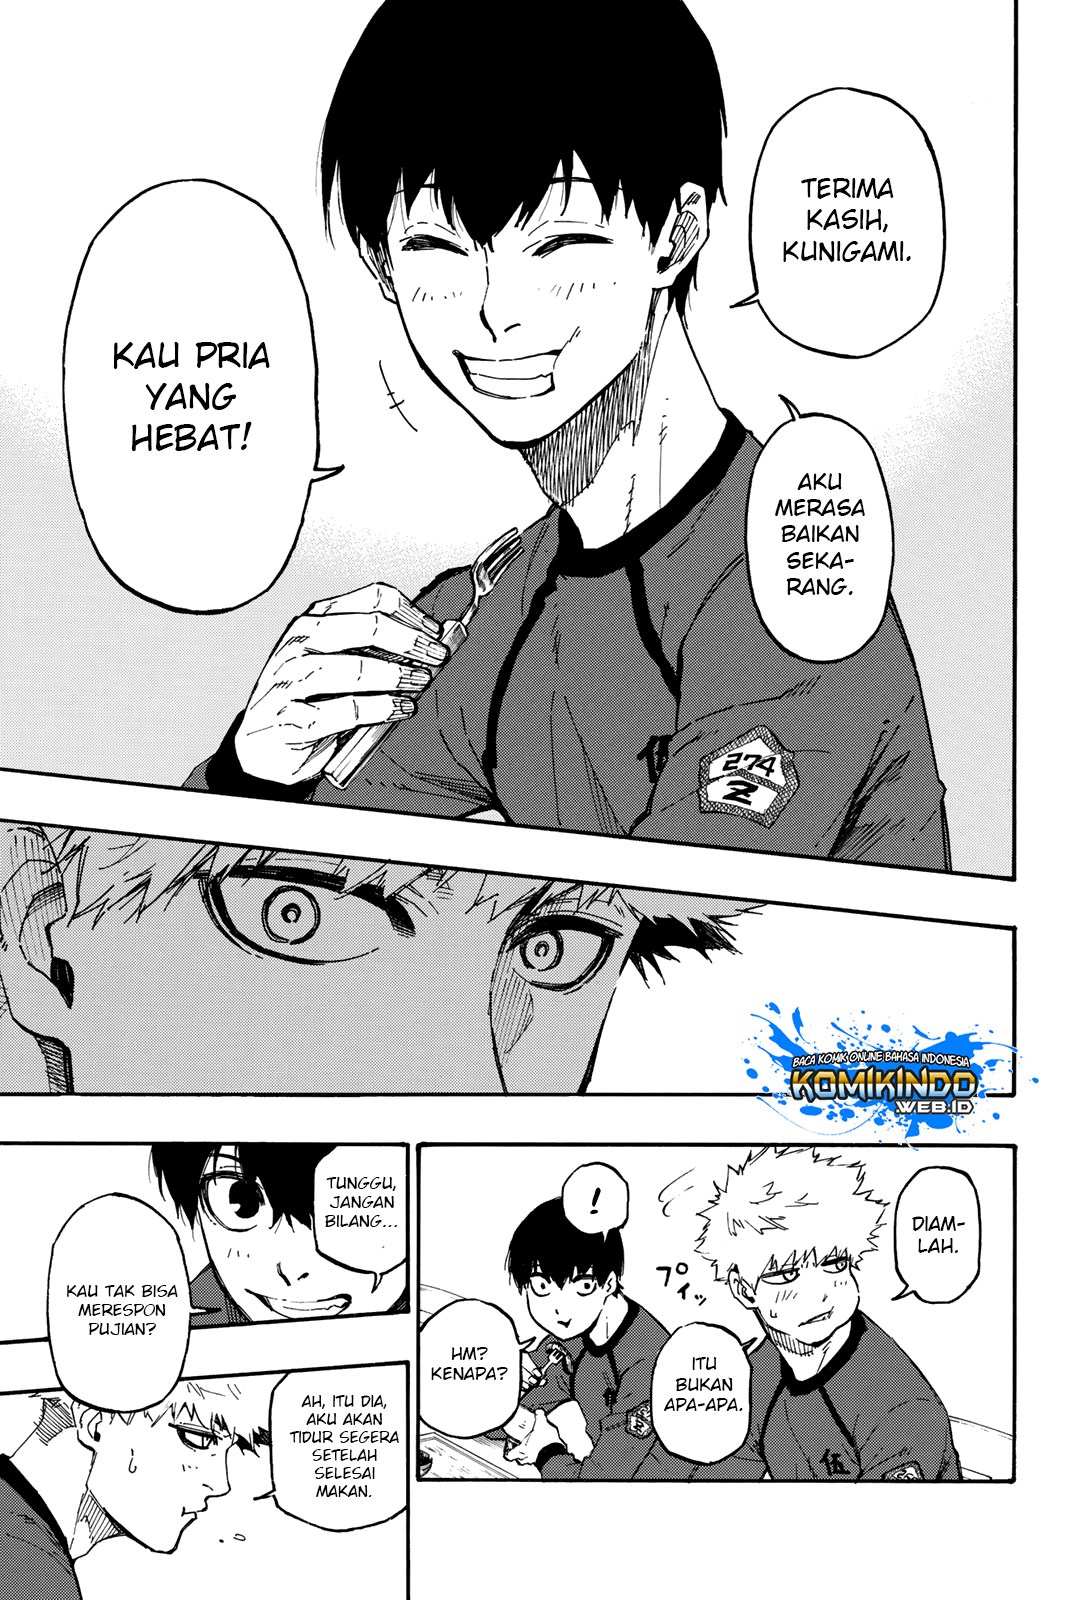 TERIMA
KASIH,
KUNIGAMI.
AKU
MERASA
BAIKAN
SEKA-
RANG.
KAU PRIA
YANG
HEBAT!
274
Z
BACA KOMIK ONLINE BAHASA INDONESIA
KOMIKINDO
.WEB.ID
DIAM-
LAH.
!
プイッ
ITU
BUKAN
APA-APA.
HM?
KENAPA?
伍
TUNGGU,
JANGAN
BILANG...
KAU TAK BISA
MERESPON
PUJIAN?
AH, ITU DIA,
AKU AKAN
TIDUR SEGERA
SETELAH
SELESAI
MAKAN.